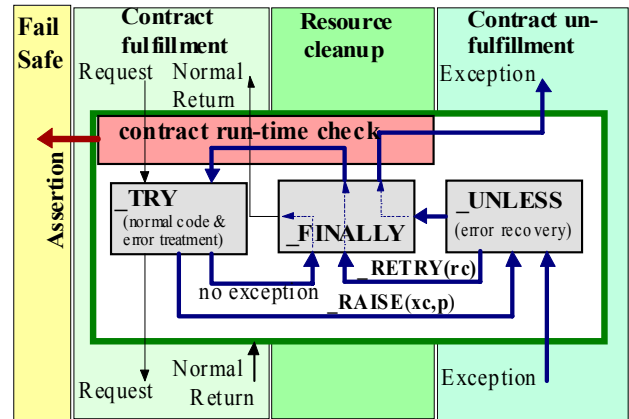 Fail
Safe
Contract
fulfillment
Resource
cleanup
Contract un-
fulfillment
Request
Normal
Return
Exception
contract run-time check
Assertion
_TRY
(normal code &
error treatment)
_FINALLY
_UNLESS
(error recovery)
_RETRY(rc)
no exception
_RAISE(xc,p)
Request
Normal
Return
Exception